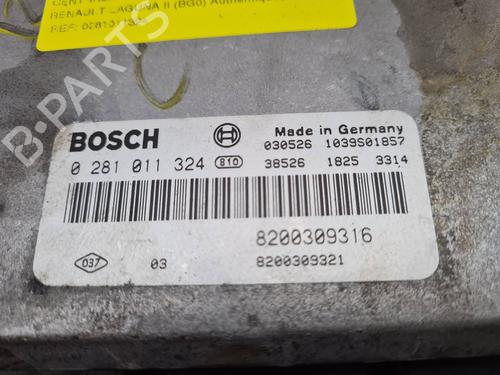 RENAULT LAGUNA II (BG0)
B-PARTS
BOSCH
Made in Germany
0 281 011 324 810
030526 1039S01857
38526 1825 3314
8200309316
037 03 8200309321